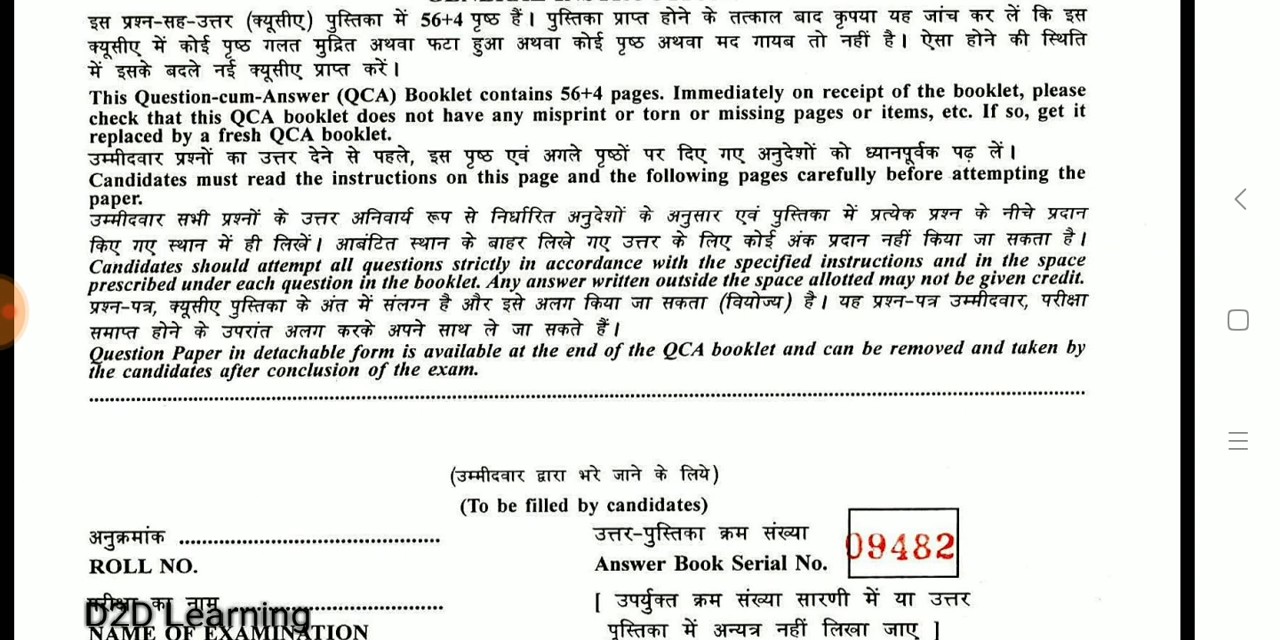 इस प्रश्न-सह-उत्तर (क्यूसीए) पुस्तिका में 56+4 पृष्ठ हैं। पुस्तिका प्राप्त होने के तत्काल बाद कृपया यह जांच कर लें कि इस
क्यूसीए में कोई पृष्ठ गलत मुद्रित अथवा फटा हुआ अथवा कोई पृष्ठ अथवा मद गायब तो नहीं है। ऐसा होने की स्थिति
में इसके बदले नई क्यूसीए प्राप्त करें।
This Question-cum-Answer (QCA) Booklet contains 56+4 pages. Immediately on receipt of the booklet, please
check that this QCA booklet does not have any misprint or torn or missing pages or items, etc. If so, get it
replaced by a fresh QCA booklet.
उम्मीदवार प्रश्नों का उत्तर देने से पहले, इस पृष्ठ एवं अगले पृष्ठों पर दिए गए अनुदेशों को ध्यानपूर्वक पढ़ लें।
Candidates must read the instructions on this page and the following pages carefully before attempting the
paper.
उम्मीदवार सभी प्रश्नों के उत्तर अनिवार्य रूप से निर्धारित अनुदेशों के अनुसार एवं पुस्तिका में प्रत्येक प्रश्न के नीचे प्रदान
किए गए स्थान में ही लिखें। आबंटित स्थान के बाहर लिखे गए उत्तर के लिए कोई अंक प्रदान नहीं किया जा सकता है।
Candidates should attempt all questions strictly in accordance with the specified instructions and in the space
prescribed under each question in the booklet. Any answer written outside the space allotted may not be given credit.
प्रश्न-पत्र, क्यूसीए पुस्तिका के अंत में संलग्न है और इसे अलग किया जा सकता (वियोज्य) है। यह प्रश्न-पत्र उम्मीदवार, परीक्षा
समाप्त होने के उपरांत अलग करके अपने साथ ले जा सकते हैं।
Question Paper in detachable form is available at the end of the QCA booklet and can be removed and taken by
the candidates after conclusion of the exam.
(उम्मीदवार द्वारा भरे जाने के लिये)
(To be filled by candidates)
अनुक्रमांक
ROLL NO.
उत्तर-पुस्तिका क्रम संख्या
Answer Book Serial No.
09482
परीक्षा का नाम
D2D Learning
NAME OF EXAMINATION
[ उपर्युक्त क्रम संख्या सारणी में या उत्तर
पुस्तिका में अन्यत्र नहीं लिखा जाए ]